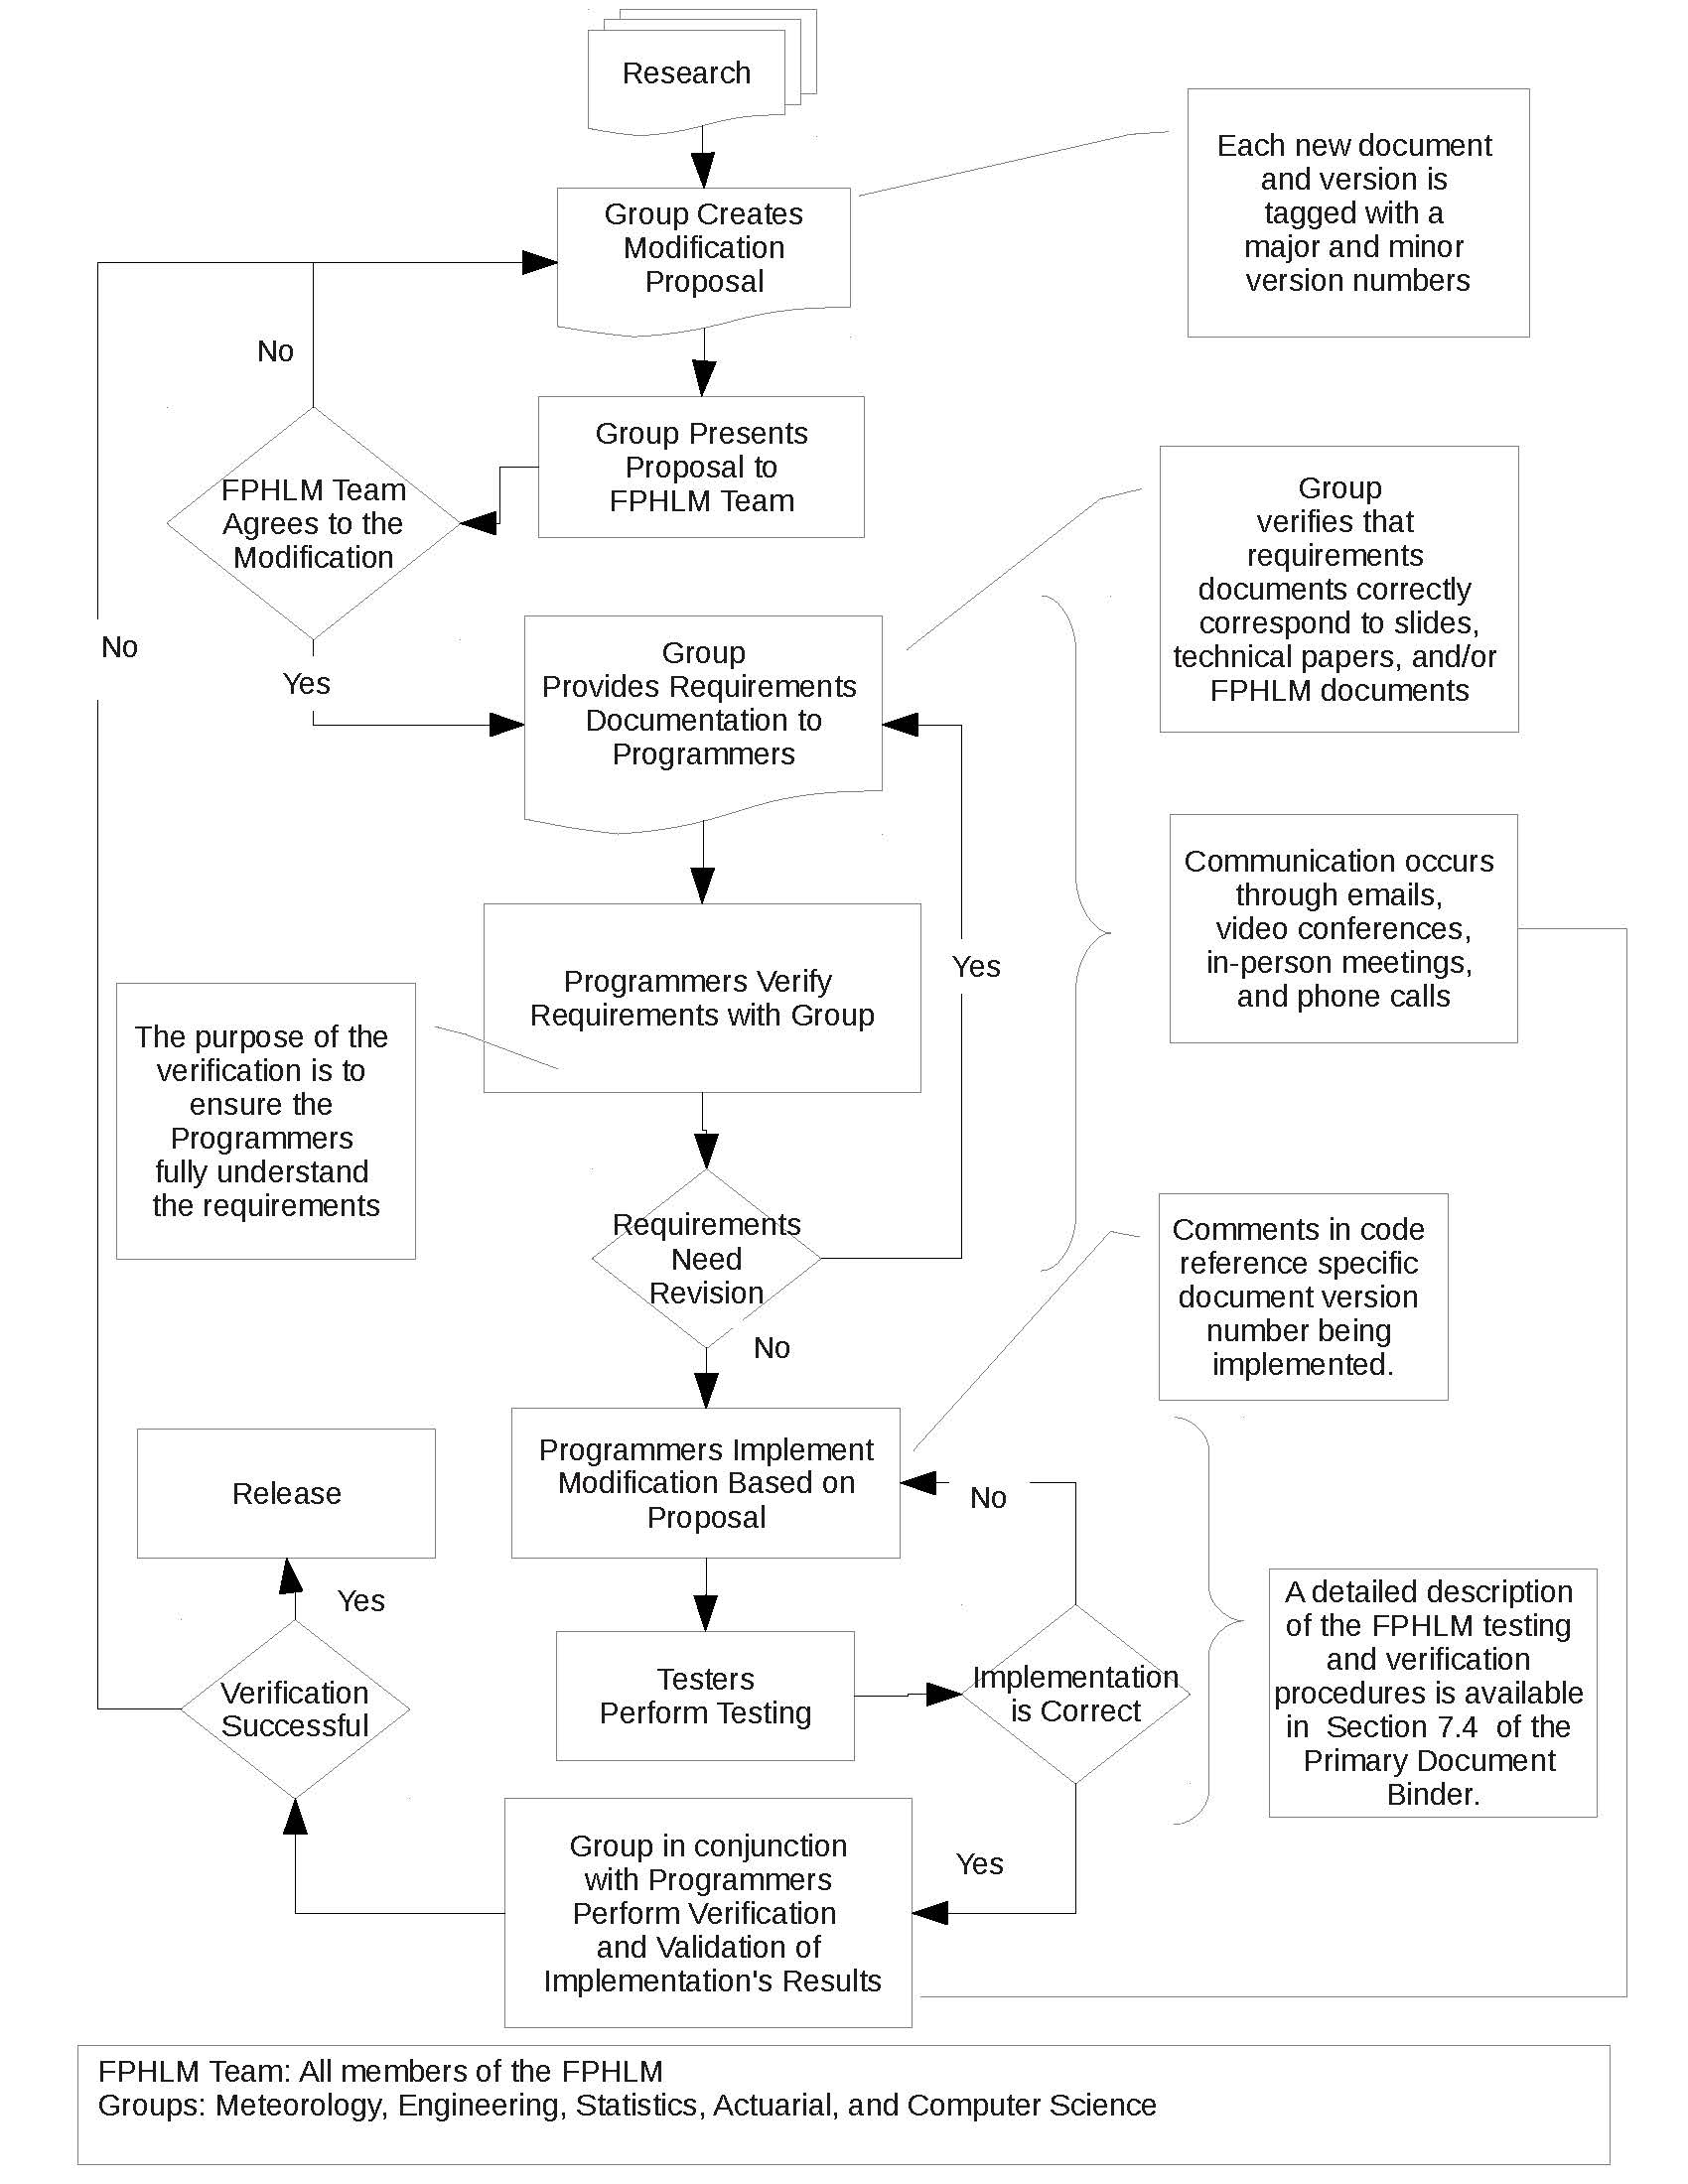 Research
Each new document
and version is
tagged with a
major and minor
version numbers
Group Creates
Modification
Proposal
No
Group Presents
Proposal to
FPHLM Team
FPHLM Team
Agrees to the
Modification
Group
verifies that
requirements
documents correctly
correspond to slides,
technical papers, and/or
FPHLM documents
No
Yes
Group
Provides Requirements
Documentation to
Programmers
Communication occurs
through emails,
video conferences,
in-person meetings,
and phone calls
Yes
Programmers Verify
Requirements with Group
The purpose of the
verification is to
ensure the
Programmers
fully understand
the requirements
Requirements
Need
Revision
No
Comments in code
reference specific
document version
number being
implemented.
Programmers Implement
Modification Based on
Proposal
No
Release
Yes
A detailed description
of the FPHLM testing
and verification
procedures is available
in Section 7.4 of the
Primary Document
Binder.
Testers
Perform Testing
Implementation
is Correct
Verification
Successful
Yes
Group in conjunction
with Programmers
Perform Verification
and Validation of
Implementation's Results
FPHLM Team: All members of the FPHLM
Groups: Meteorology, Engineering, Statistics, Actuarial, and Computer Science